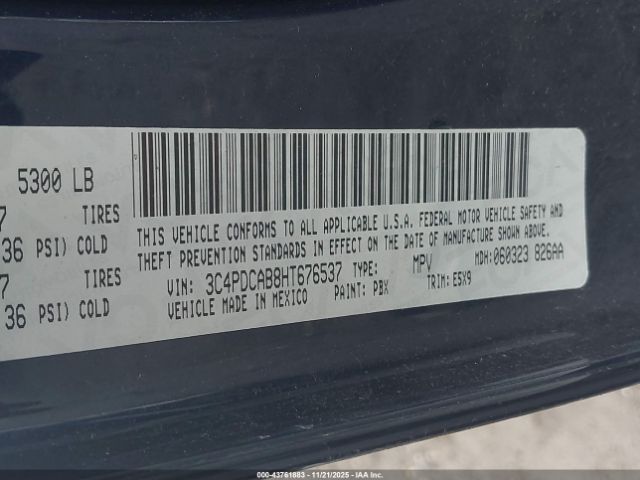 5300 LB
7 TIRES
36 PSI) COLD
7 TIRES
36 PSI) COLD
THIS VEHICLE CONFORMS TO ALL APPLICABLE U.S.A. FEDERAL MOTOR VEHICLE SAFETY AND
THEFT PREVENTION STANDARDS IN EFFECT ON THE DATE OF MANUFACTURE SHOWN ABOVE.
VIN: 3C4PDCAB8HT676537 TYPE: MPV MDH:060323 826AA
VEHICLE MADE IN MEXICO PAINT: PBX TRIM: E5X9
000-43761883 - 11/21/2025 - IAAI.COM